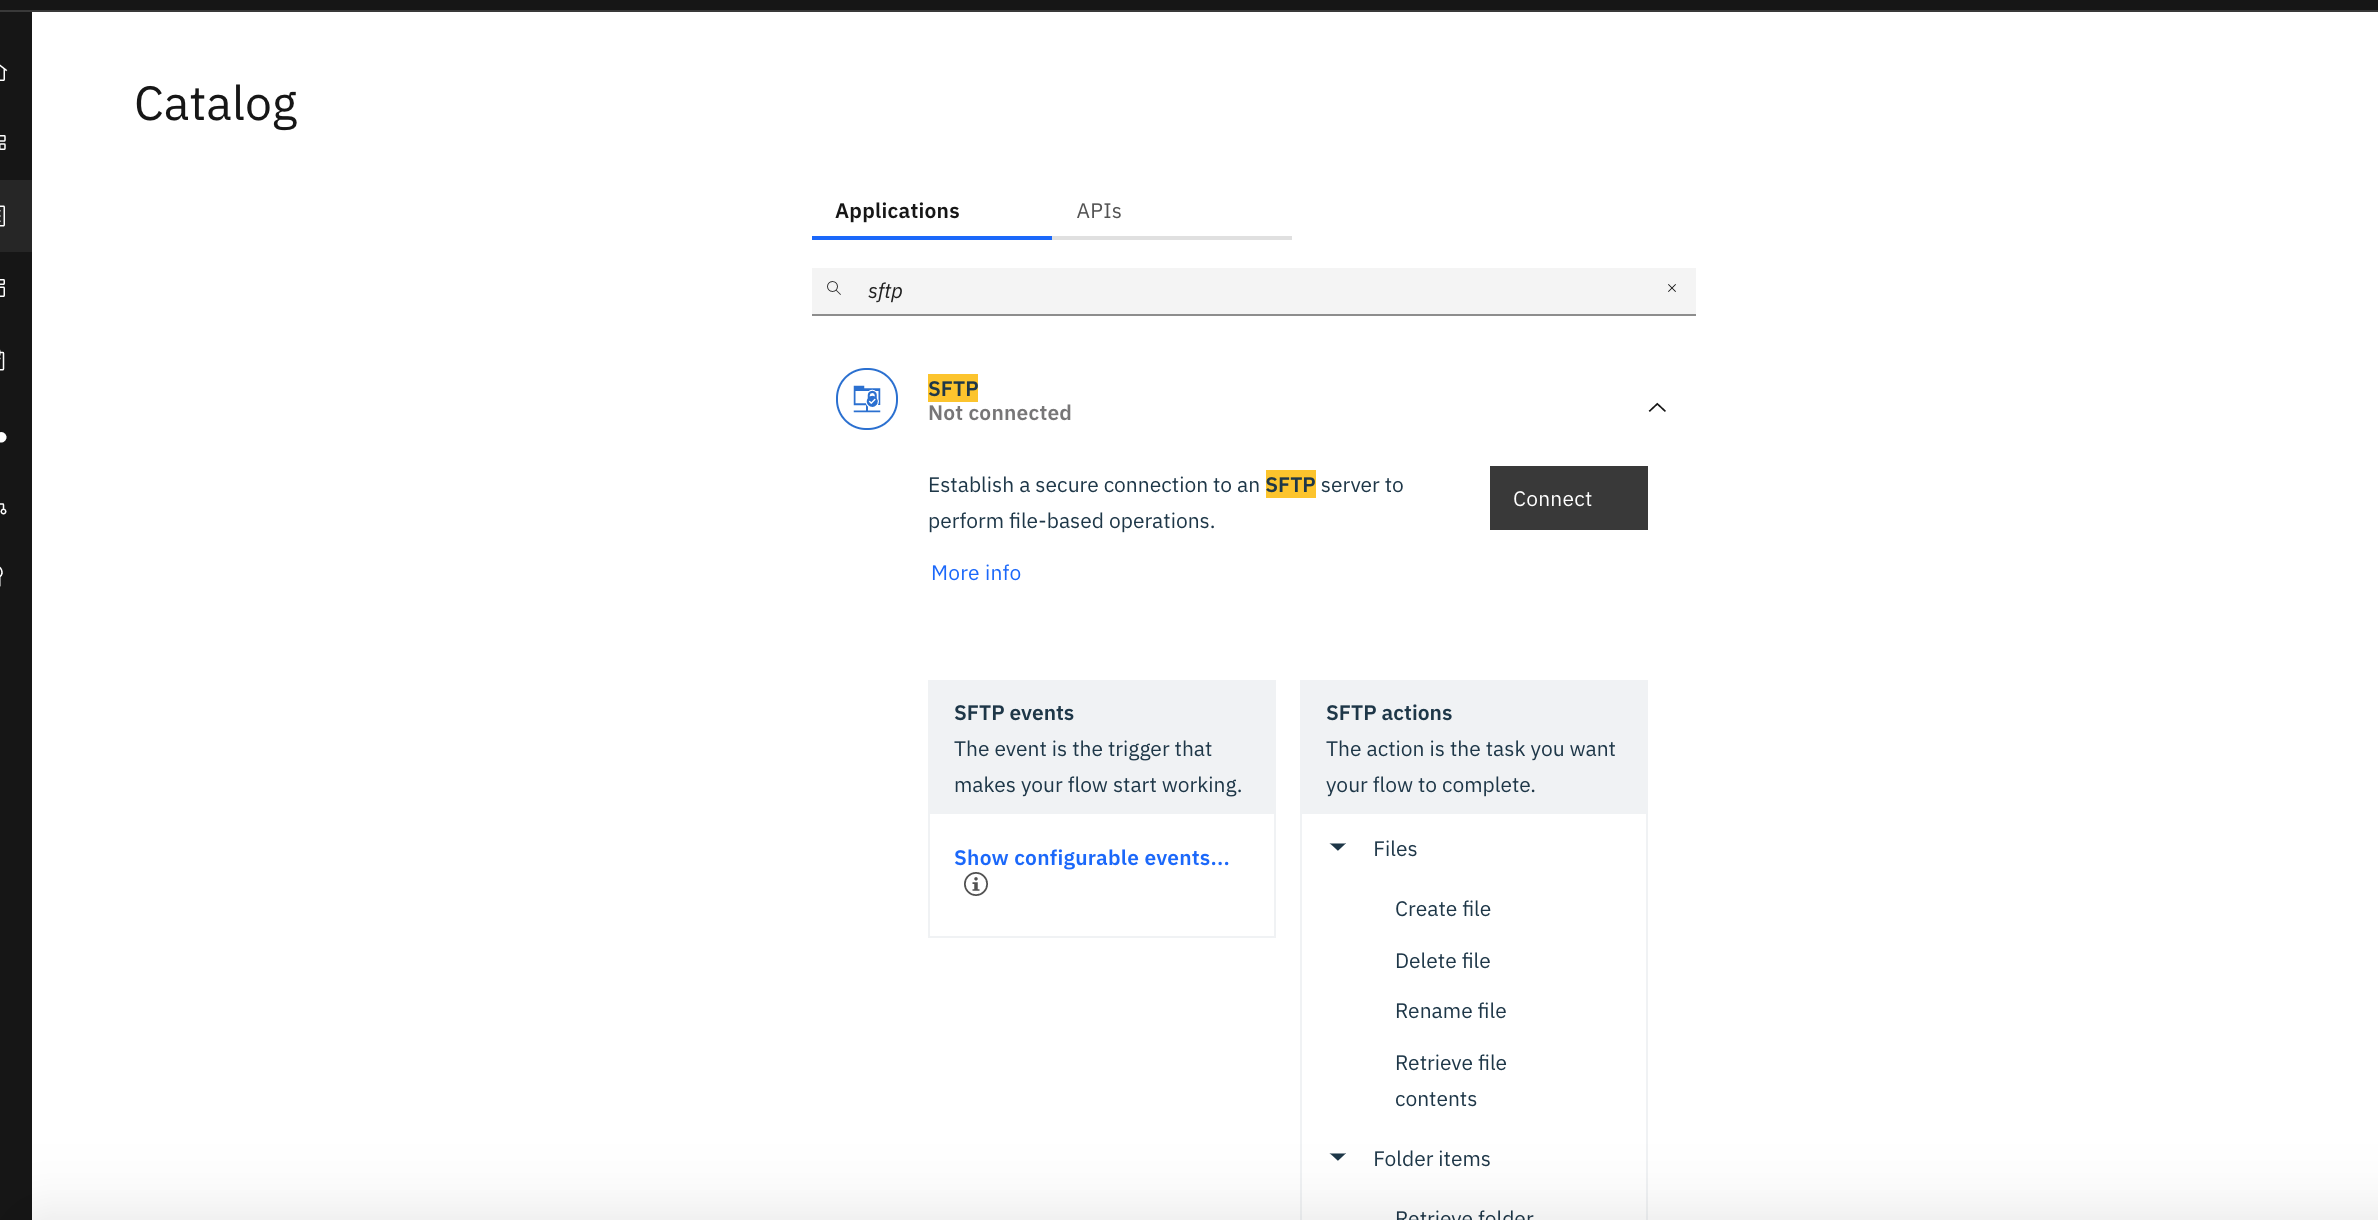 Catalog
Applications
APIs
sftp
SFTP
Not connected
Establish a secure connection to an SFTP server to
perform file-based operations.
Connect
More info
SFTP events
The event is the trigger that
makes your flow start working.
Show configurable events...
SFTP actions
The action is the task you want
your flow to complete.
Files
Create file
Delete file
Rename file
Retrieve file
contents
Folder items
Retrieve folder